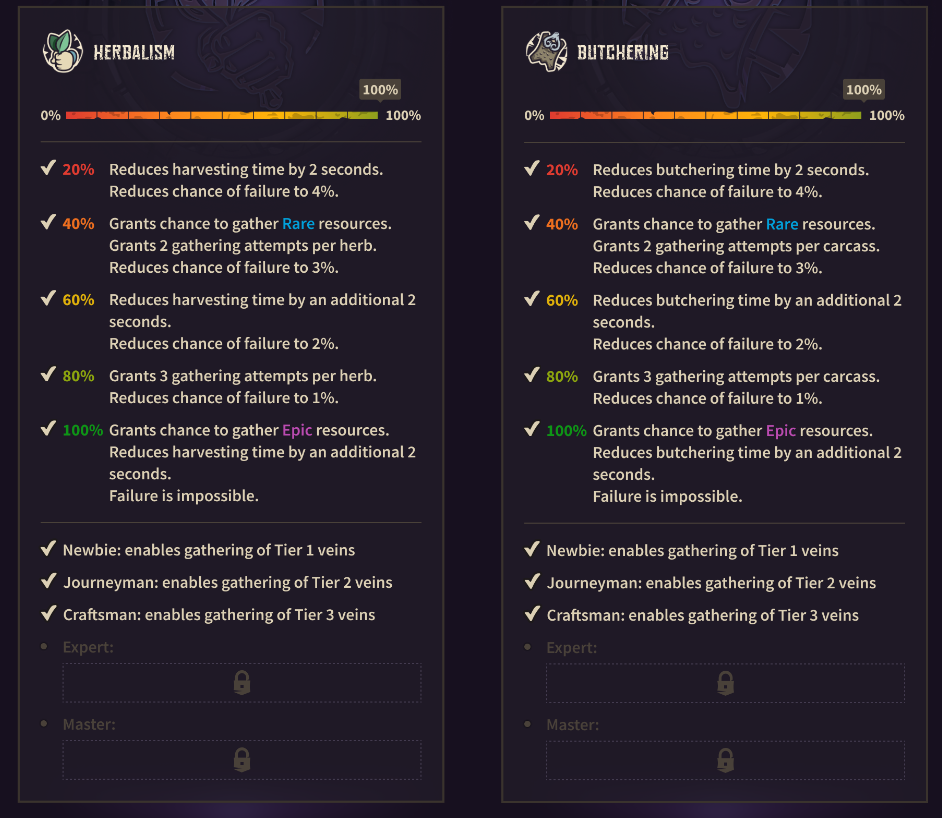 HERBALISM
100%
0%
100%
20%
Reduces harvesting time by 2 seconds.
Reduces chance of failure to 4%.
40%
Grants chance to gather Rare resources.
Grants 2 gathering attempts per herb.
Reduces chance of failure to 3%.
60%
Reduces harvesting time by an additional 2
seconds.
Reduces chance of failure to 2%.
80%
Grants 3 gathering attempts per herb.
Reduces chance of failure to 1%.
100%
Grants chance to gather Epic resources.
Reduces harvesting time by an additional 2
seconds.
Failure is impossible.
Newbie: enables gathering of Tier 1 veins
Journeyman: enables gathering of Tier 2 veins
Craftsman: enables gathering of Tier 3 veins
Expert:
Master:
BUTCHERING
100%
0%
100%
20%
Reduces butchering time by 2 seconds.
Reduces chance of failure to 4%.
40%
Grants chance to gather Rare resources.
Grants 2 gathering attempts per carcass.
Reduces chance of failure to 3%.
60%
Reduces butchering time by an additional 2
seconds.
Reduces chance of failure to 2%.
80%
Grants 3 gathering attempts per carcass.
Reduces chance of failure to 1%.
100%
Grants chance to gather Epic resources.
Reduces butchering time by an additional 2
seconds.
Failure is impossible.
Newbie: enables gathering of Tier 1 veins
Journeyman: enables gathering of Tier 2 veins
Craftsman: enables gathering of Tier 3 veins
Expert:
Master: